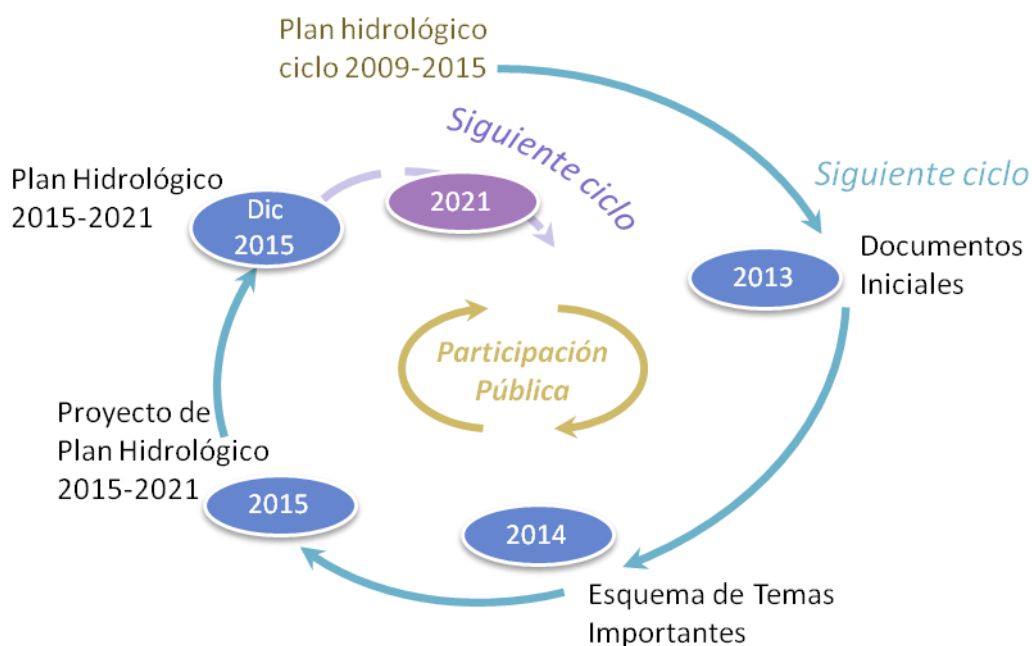 Plan hidrológico
ciclo 2009-2015
Siguiente ciclo
Siguiente ciclo
Plan Hidrológico
2015-2021
Dic
2015
2021
2013
Documentos
Iniciales
Participación
Pública
Proyecto de
Plan Hidrológico
2015-2021
2015
2014
Esquema de Temas
Importantes